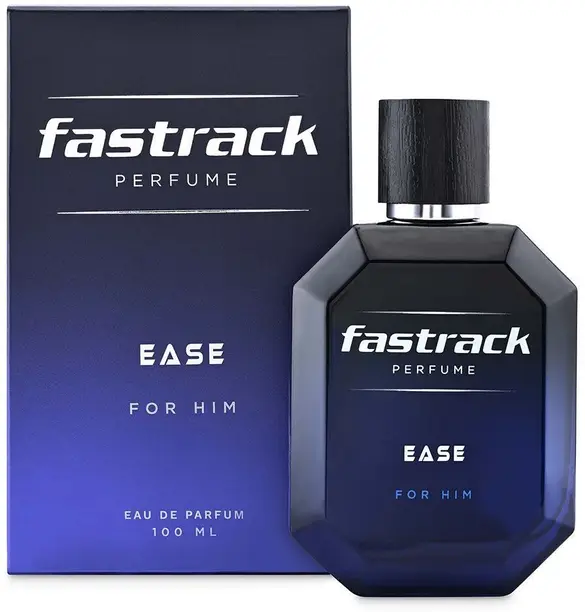 fastrack
PERFUME
EASE
FOR HIM
EAU DE PARFUM
100 ML
fastrack
PERFUME
EASE
FOR HIM